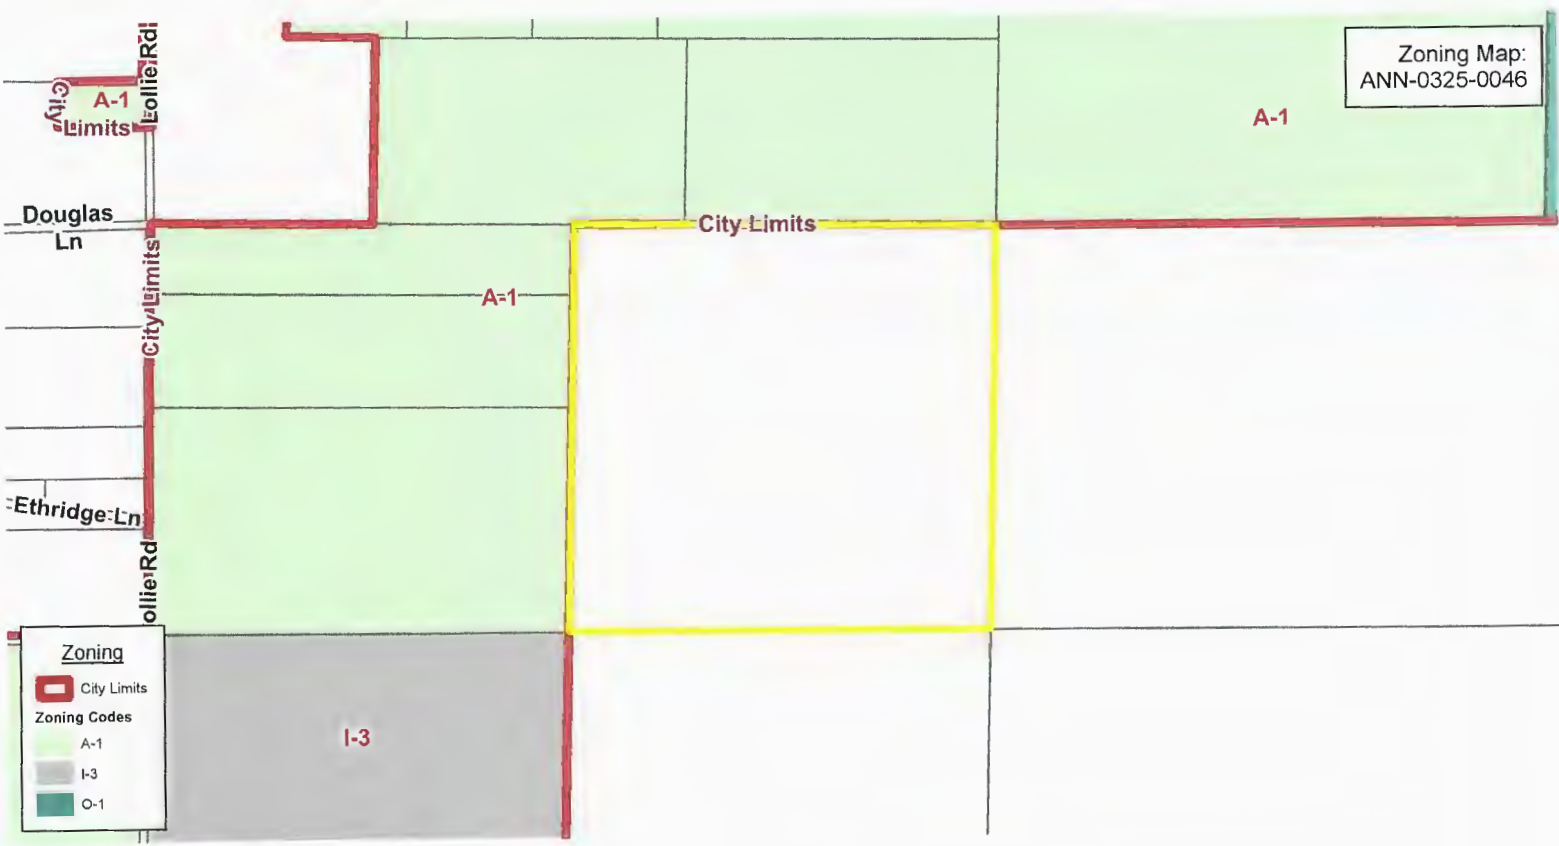 Lollie Rd
Zoning Map:
ANN-0325-0046
City
A-1
Limits
A-1
Douglas
Ln
City Limits
City Limits
A-1
Ethridge Ln
ollie Rd
Zoning
City Limits
Zoning Codes
A-1
I-3
O-1
I-3